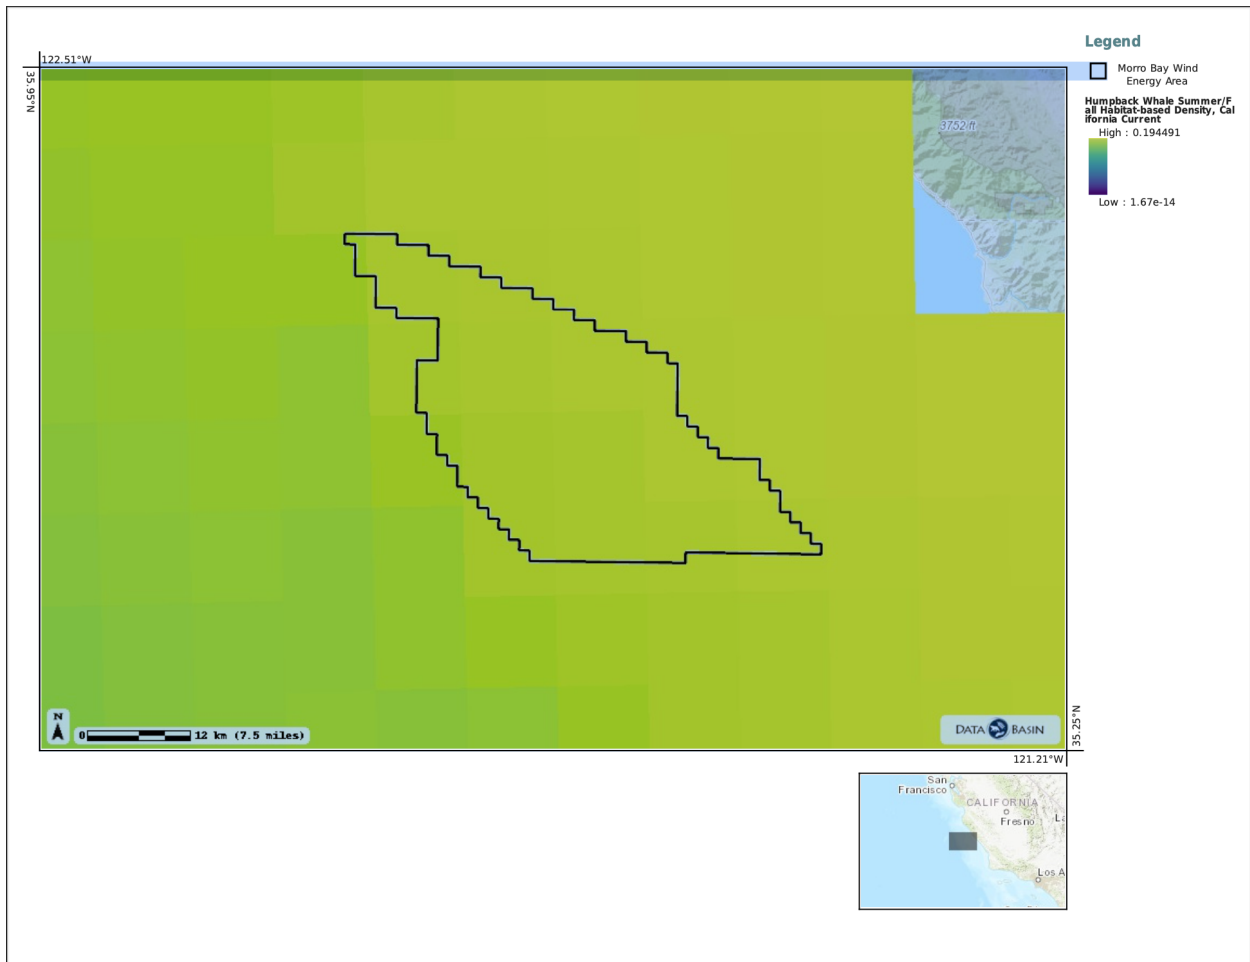 Legend
122.51°W
35.95°N
Morro Bay Wind
Energy Area
Humpback Whale Summer/F
all Habitat-based Density, Cal
ifornia Current
High : 0.194491
Low : 1.67e-14
3752 ft
N
0 12 km (7.5 miles)
DATA BASIN
35.25°N
121.21°W
San
Francisco
CALIFORNIA
Fresno
Los A